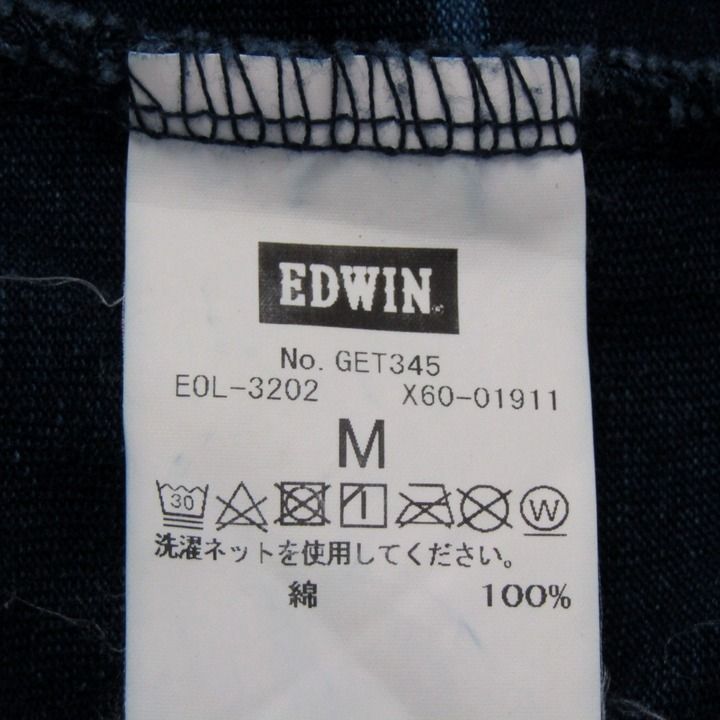 EDWIN
No. GET345
EOL-3202 X60-01911
M
30 W
洗濯ネットを使用してください。
綿 100%